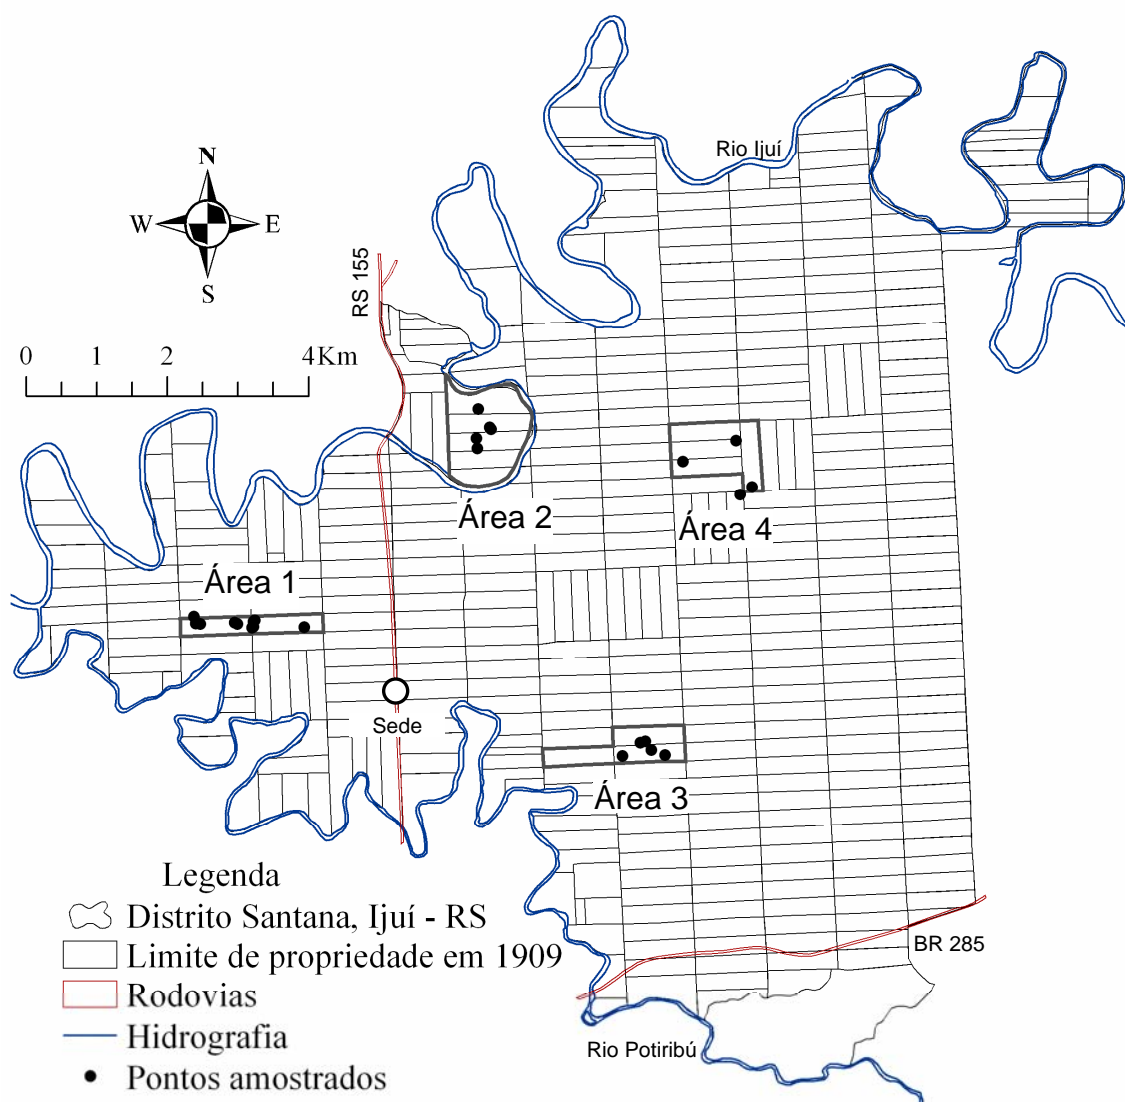 Rio Ijuí
N
W E
S
RS 155
0 1 2 4Km
Área 2
Área 4
Área 1
Sede
Área 3
Legenda
Distrito Santana, Ijuí - RS
Limite de propriedade em 1909
BR 285
Rodovias
Hidrografia
Rio Potiribú
Pontos amostrados